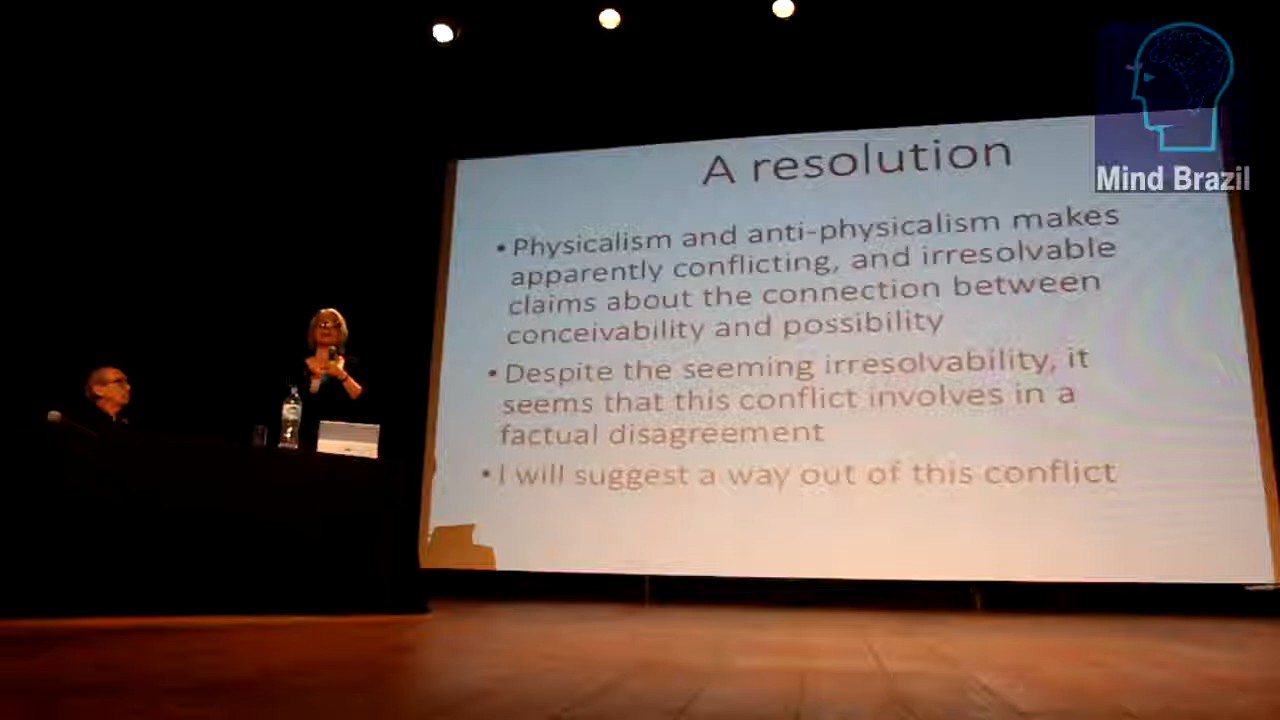 A resolution
Mind Brazil
• Physicalism and anti-physicalism makes
apparently conflicting, and irresolvable
claims about the connection between
conceivability and possibility
• Despite the seeming irresolvability, it
seems that this conflict involves in a
factual disagreement
• I will suggest a way out of this conflict